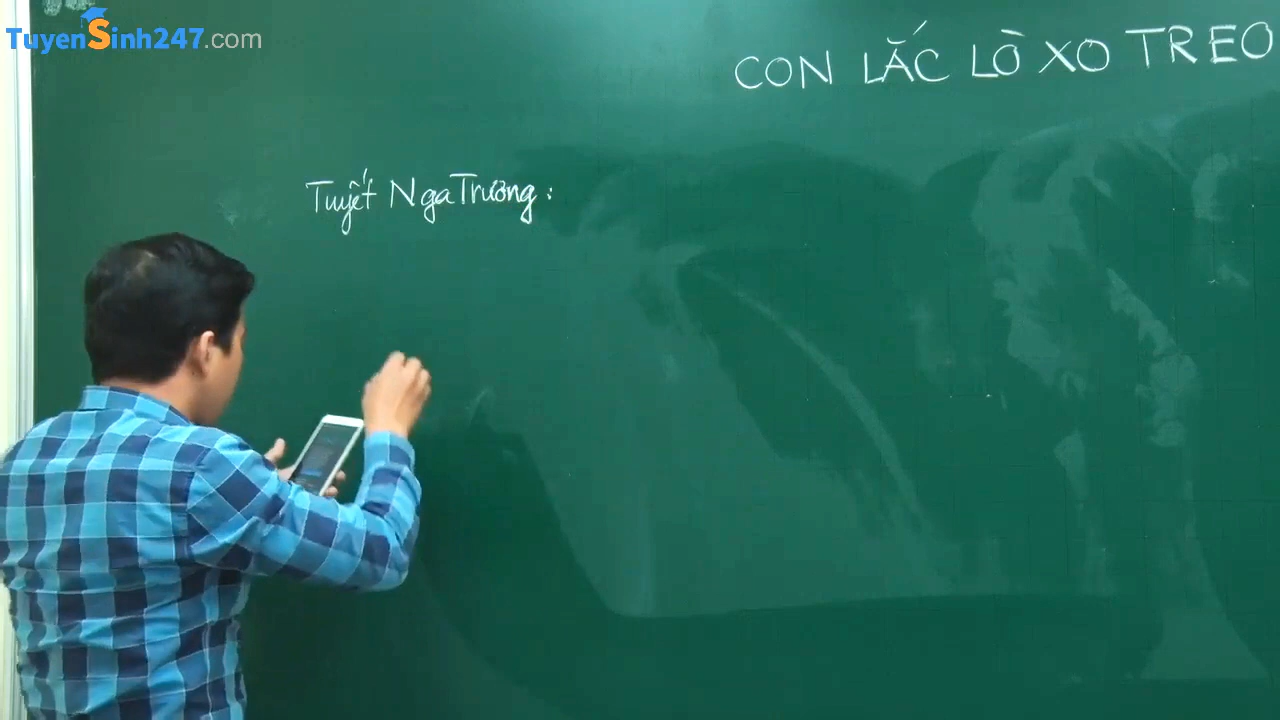 TuyenSinh247.com
CON LẮC LÒ XO TREO
Tuyết Nga Trương :